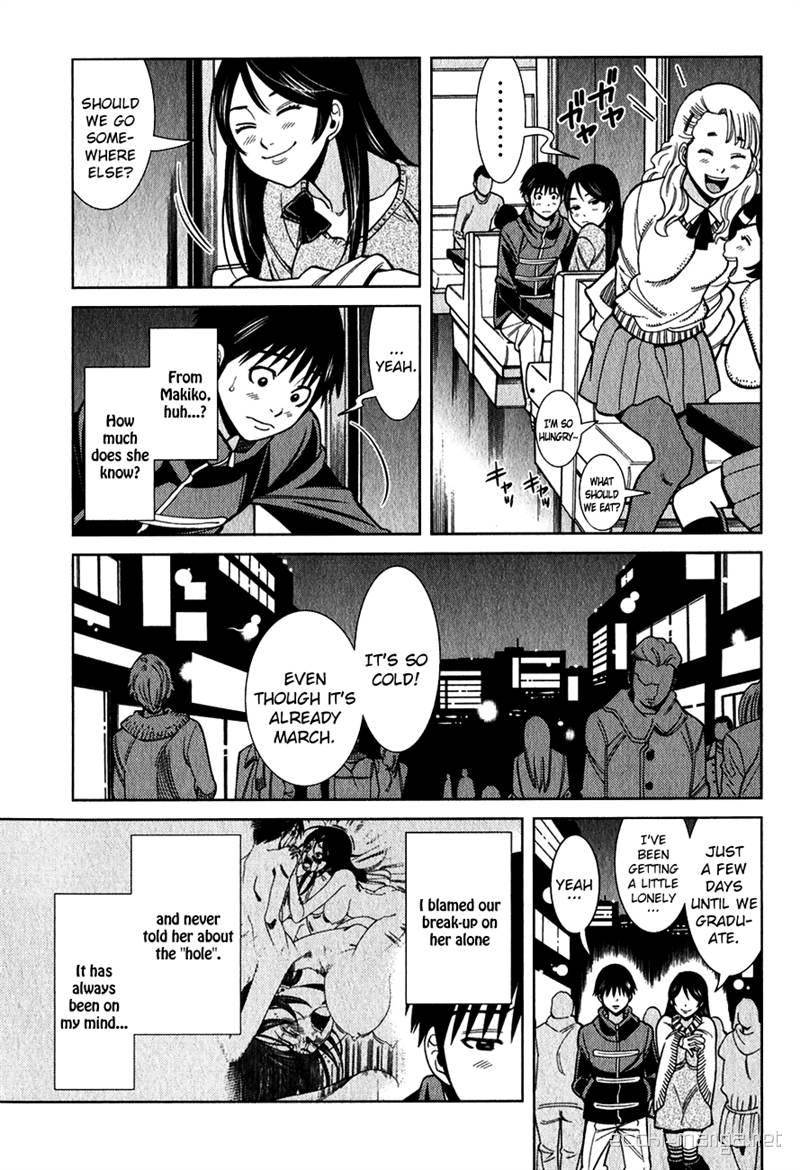 ......
ガヤ
ガヤ
I'M SO
HUNGRY~
WHAT
SHOULD
WE EAT?
キャッ
キャッ
SHOULD
WE GO
SOME-
WHERE
ELSE?
...
YEAH.
From
Makiko,
huh...?
How
much
does she
know?
IT'S SO
COLD!
EVEN
THOUGH IT'S
ALREADY
MARCH.
JUST
A FEW
DAYS
UNTIL WE
GRADU-
ATE.
I'VE
BEEN
GETTING
A LITTLE
LONELY
...
YEAH
...
I blamed our
break-up on
her alone
and never
told her about
the "hole".
It has
always
been on
my mind...